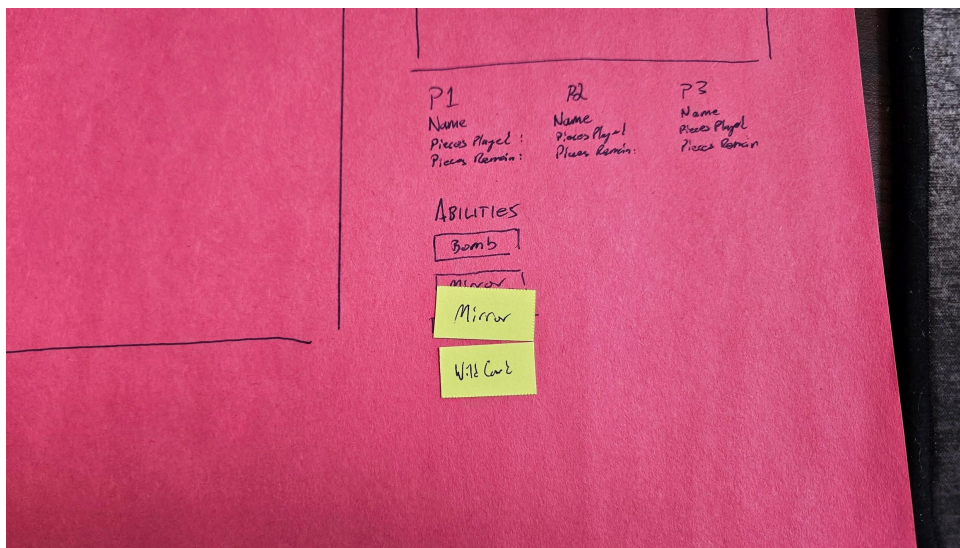 P1
Name
Pieces Played :
Pieces Remain:
P2
Name
Pieces Played
Pieces Remain:
P3
Name
Pieces Played
Pieces Remain
ABILITIES
Bomb
Mirror
Mirror
Wild Card